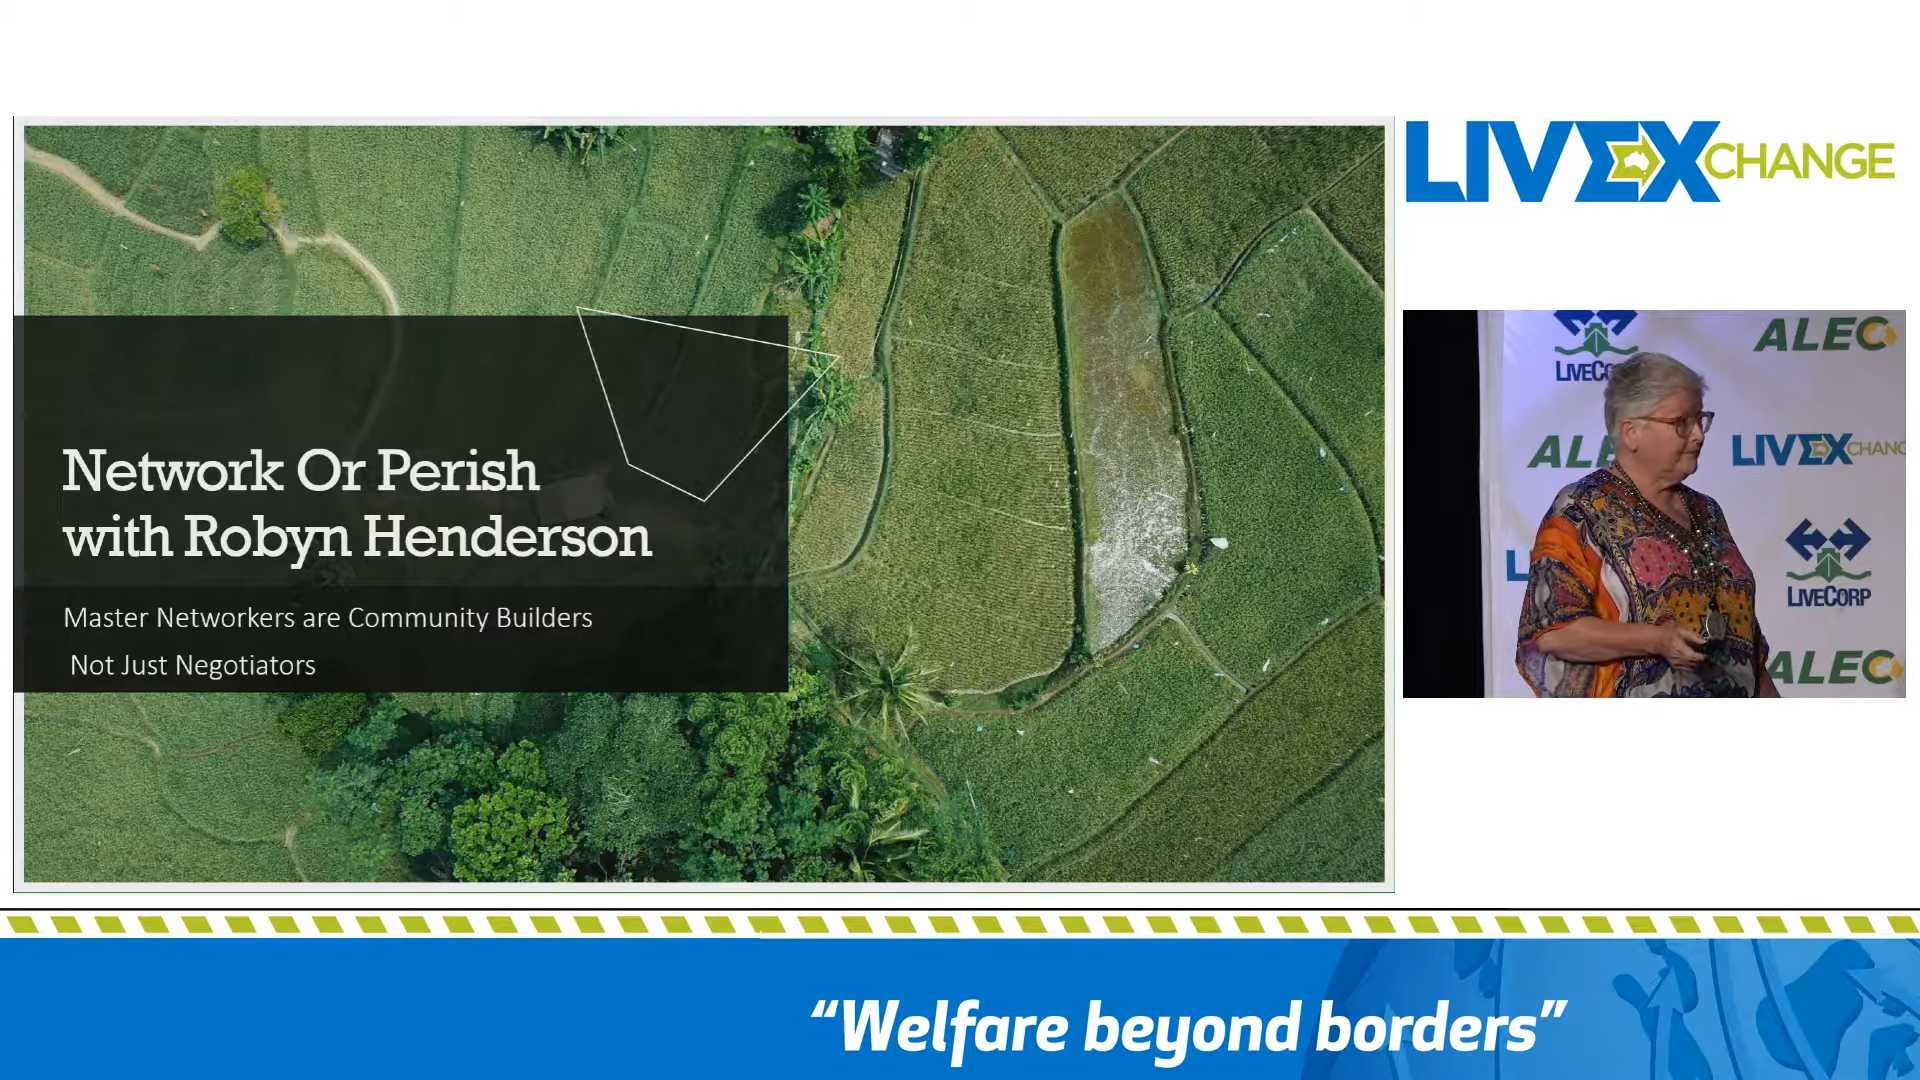 LIVEXCHANGE
Network Or Perish
with Robyn Henderson
Master Networkers are Community Builders
Not Just Negotiators
LIVECORP
ALEC
LIVEXCHANGE
LIVECORP
ALEC
“Welfare beyond borders”